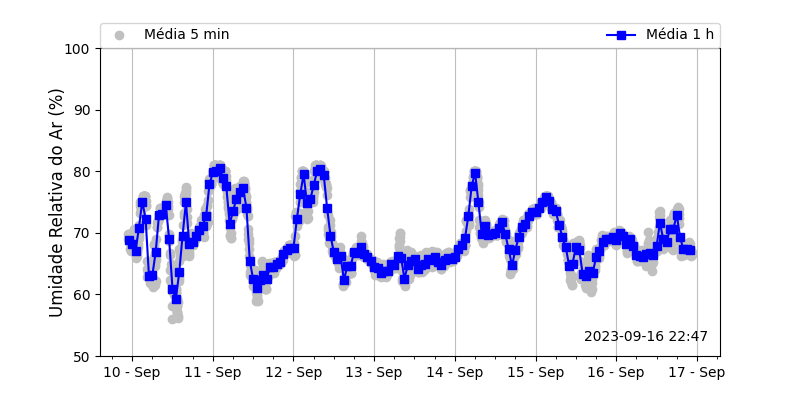 Média 5 min
Média 1 h
100
90
80
70
60
50
Umidade Relativa do Ar (%)
2023-09-16 22:47
10 - Sep
11 - Sep
12 - Sep
13 - Sep
14 - Sep
15 - Sep
16 - Sep
17 - Sep